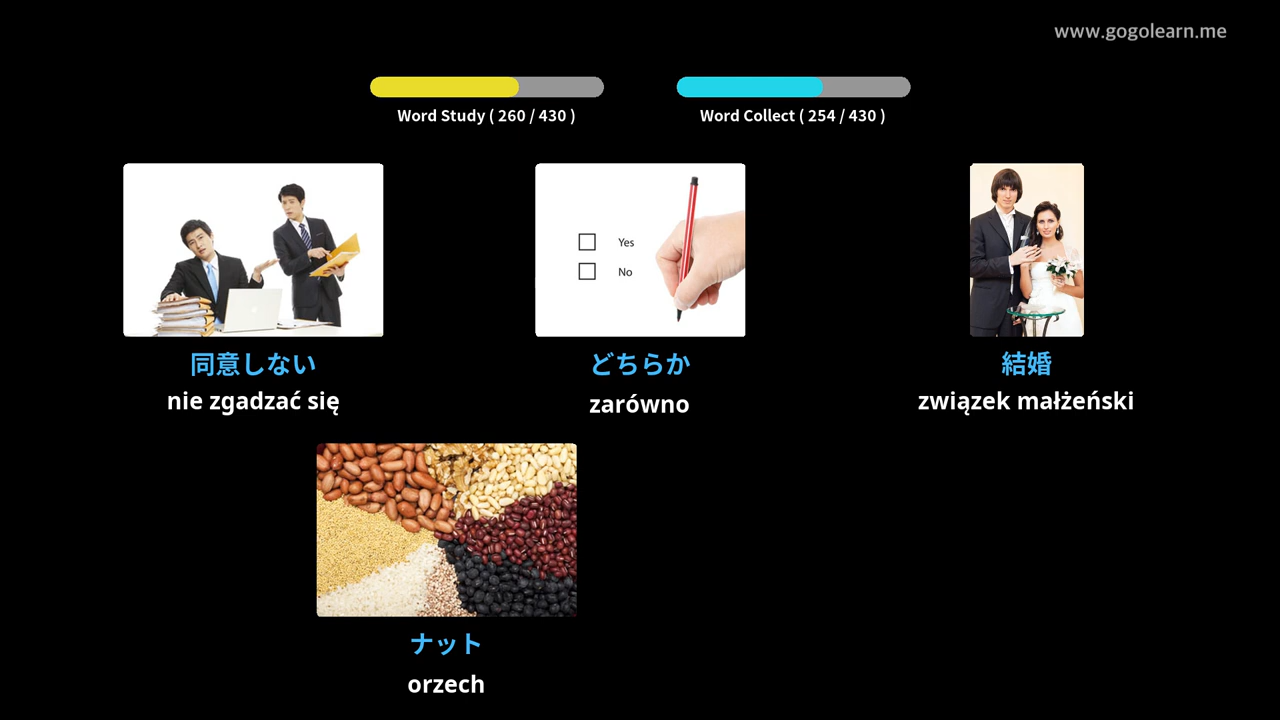 www.gogolearn.me
Word Study ( 260 / 430 )
Word Collect ( 254 / 430 )
Yes
No
同意しない
どちらか
結婚
nie zgadzać się
zarówno
związek małżeński
ナット
orzech